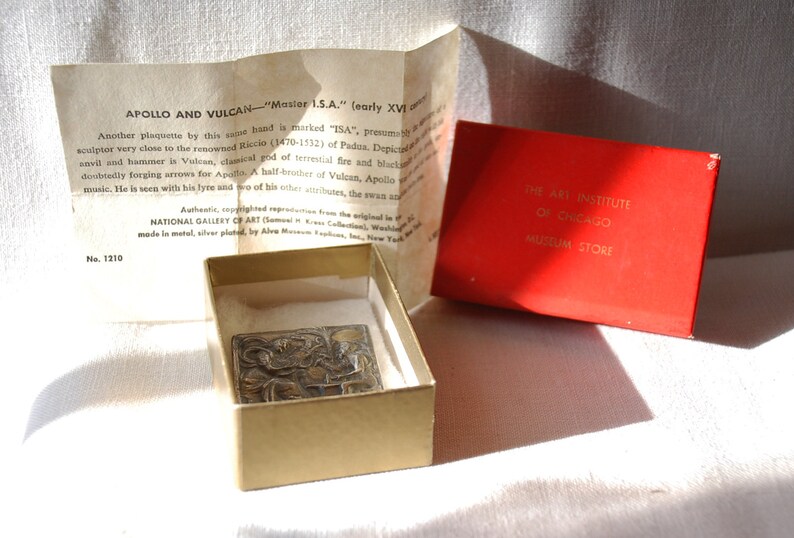 APOLLO AND VULCAN—"Master I.S.A." (early XVI century)
Another plaquette by this same hand is marked "ISA", presumably
sculptor very close to the renowned Riccio (1470-1532) of Padua. Depicted
anvil and hammer is Vulcan, classical god of terrestial fire and
doubtedly forging arrows for Apollo. A half-brother of Vulcan, Apollo
music. He is seen with his lyre and two of his other attributes, the swan and
Authentic, copyrighted reproduction from the original in
NATIONAL GALLERY OF ART (Samuel H. Kress Collection), Washington, D.C.
made in metal, silver plated, by Alva Museum Replicas, Inc., New York, New York.
No. 1210
THE ART INSTITUTE
OF CHICAGO
MUSEUM STORE